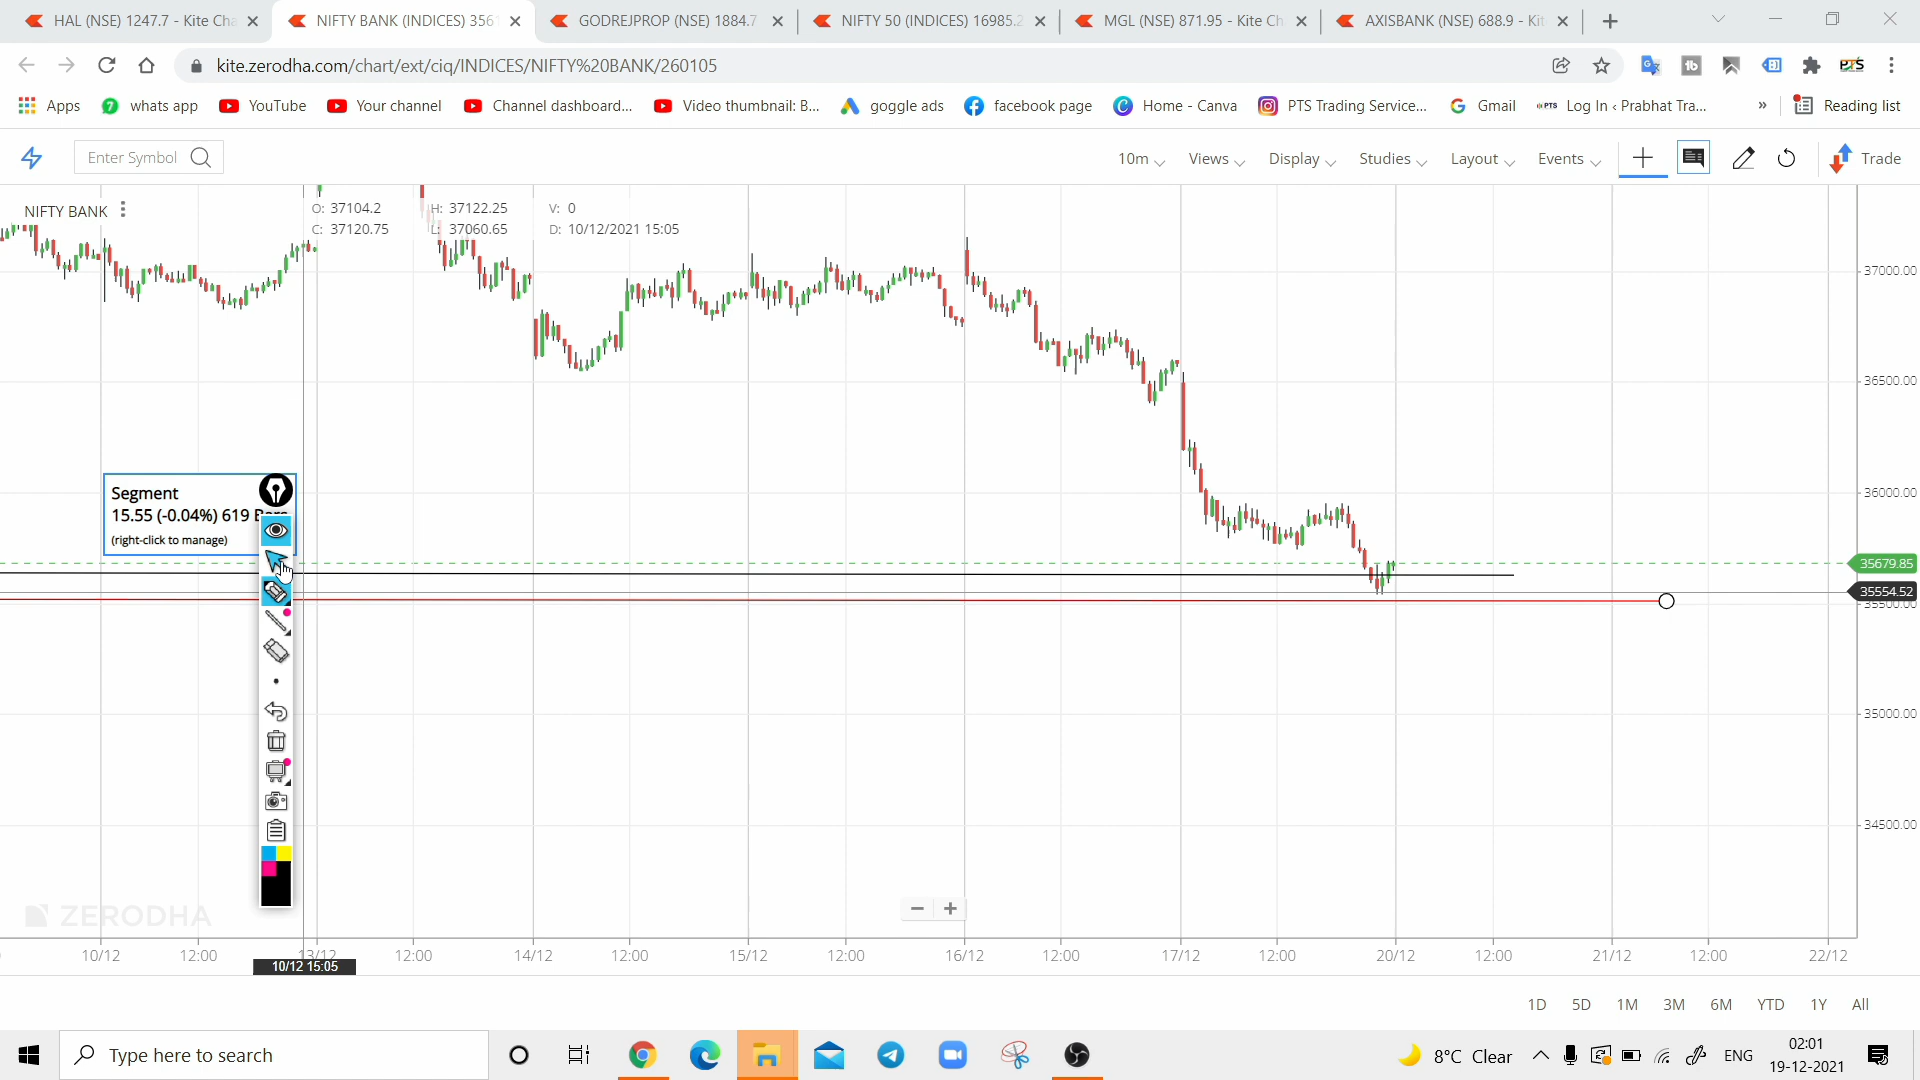 HAL (NSE) 1247.7 - Kite Cha
NIFTY BANK (INDICES) 356
GODREJPROP (NSE) 1884.7
NIFTY 50 (INDICES) 16985.2
MGL (NSE) 871.95 - Kite Ch
AXISBANK (NSE) 688.9 - Kit
kite.zerodha.com/chart/ext/ciq/INDICES/NIFTY%20BANK/260105
PTS
Apps
whats app
YouTube
Your channel
Channel dashboard...
Video thumbnail: B...
goggle ads
facebook page
Home - Canva
PTS Trading Service...
Gmail
PTS Log In ‹ Prabhat Tra...
»
Reading list
Enter Symbol
10m
Views
Display
Studies
Layout
Events
Trade
NIFTY BANK
O: 37104.2 H: 37122.25 V: 0
C: 37120.75 L: 37060.65 D: 10/12/2021 15:05
37000.00
36500.00
36000.00
35679.85
35554.52
35500.00
35000.00
34500.00
Segment
15.55 (-0.04%) 619 Bars
(right-click to manage)
ZERODHA
10/12 12:00 13/12 12:00 14/12 12:00 15/12 12:00 16/12 12:00 17/12 12:00 20/12 12:00 21/12 12:00 22/12
10/12 15:05
1D 5D 1M 3M 6M YTD 1Y All
Type here to search
8°C Clear
ENG
02:01
19-12-2021